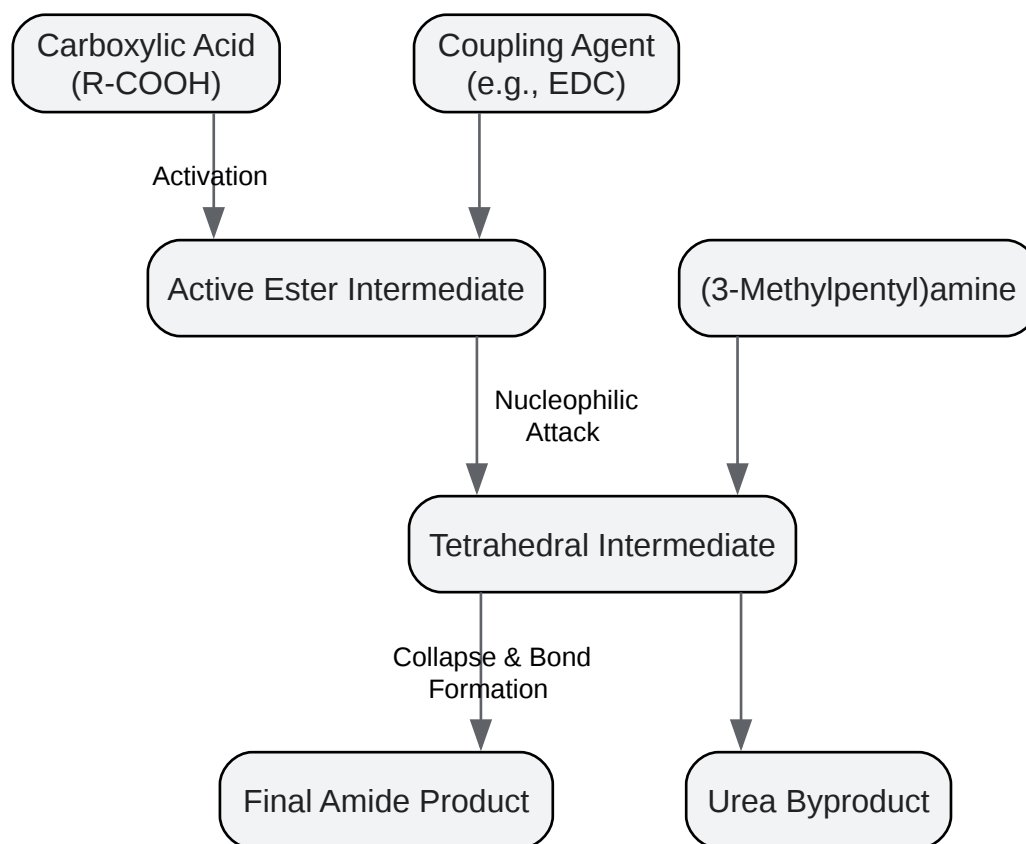 Carboxylic Acid
(R-COOH)
Coupling Agent
(e.g., EDC)
Activation
Active Ester Intermediate
(3-Methylpentyl)amine
Nucleophilic
Attack
Tetrahedral Intermediate
Collapse & Bond
Formation
Final Amide Product
Urea Byproduct